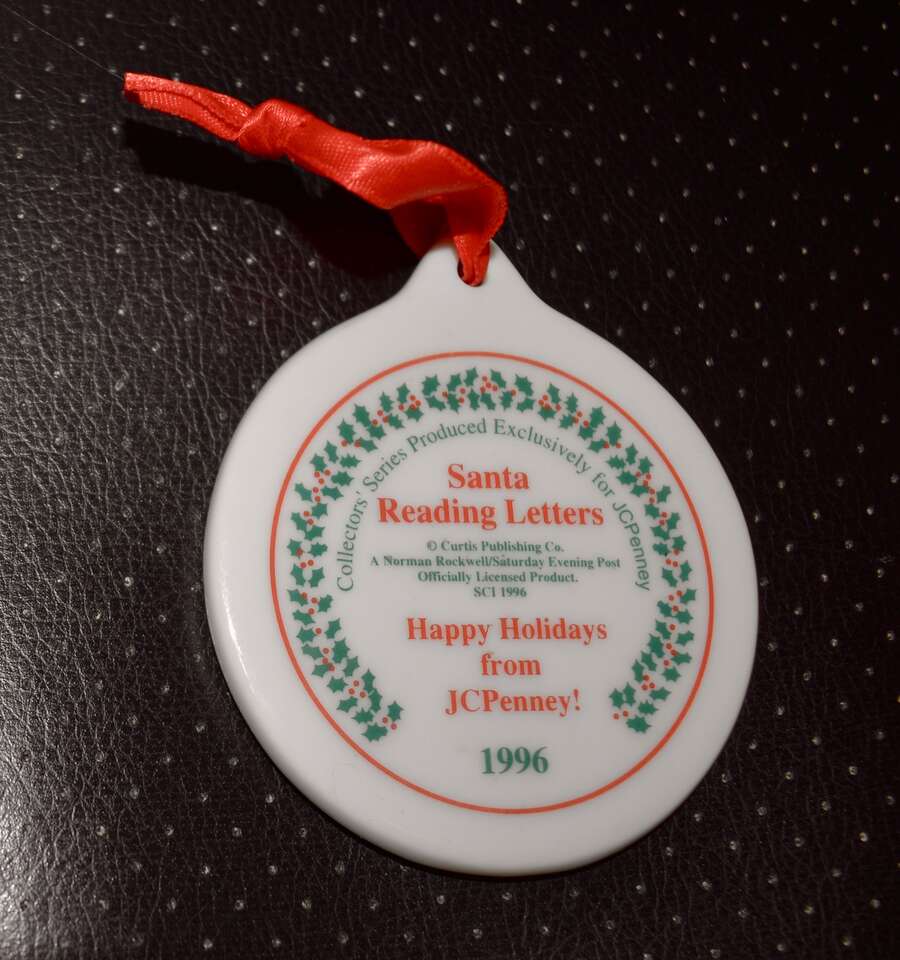 Collectors' Series Produced Exclusively for JCPenney
Santa
Reading Letters
© Curtis Publishing Co.
A Norman Rockwell/Saturday Evening Post
Officially Licensed Product.
SCI 1996
Happy Holidays
from
JCPenney!
1996